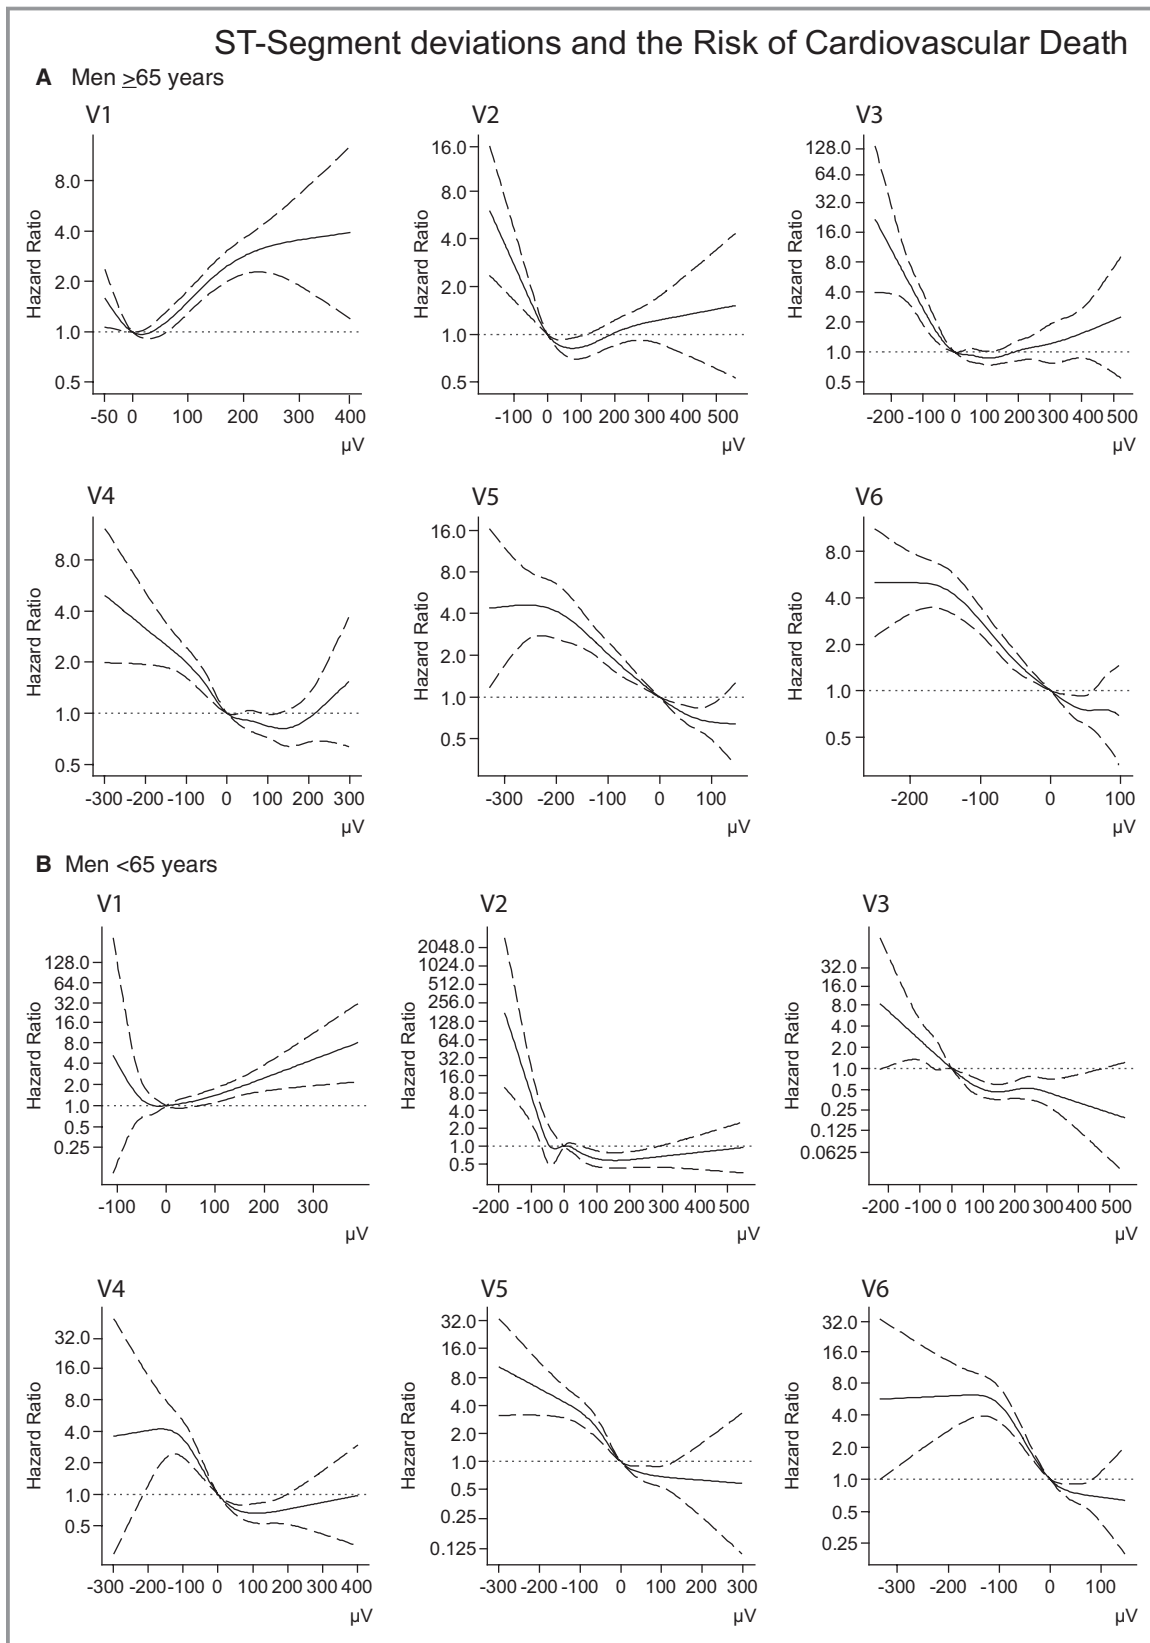 ST-Segment deviations and the Risk of Cardiovascular Death
A Men ≥65 years
V1
Hazard Ratio
8.0
4.0
2.0
1.0
0.5
-50 0 100 200 300 400
µV
V2
Hazard Ratio
16.0
8.0
4.0
2.0
1.0
0.5
-100 0 100 200 300 400 500
µV
V3
Hazard Ratio
128.0
64.0
32.0
16.0
8.0
4.0
2.0
1.0
0.5
-200 0 100 200 300 400 500
µV
V4
Hazard Ratio
8.0
4.0
2.0
1.0
0.5
-300 -200 -100 0 100 200 300
µV
V5
Hazard Ratio
16.0
8.0
4.0
2.0
1.0
0.5
-300 -200 -100 0 100
µV
V6
Hazard Ratio
8.0
4.0
2.0
1.0
0.5
-200 -100 0 100
µV
B Men <65 years
V1
Hazard Ratio
128.0
64.0
32.0
16.0
8.0
4.0
2.0
1.0
0.5
0.25
-100 0 100 200 300
µV
V2
Hazard Ratio
2048.0
1024.0
512.0
256.0
128.0
64.0
32.0
16.0
8.0
4.0
2.0
1.0
0.5
-200 -100 0 100 200 300 400 500
µV
V3
Hazard Ratio
32.0
16.0
8.0
4.0
2.0
1.0
0.5
0.25
0.125
0.0625
-200 -100 0 100 200 300 400 500
µV
V4
Hazard Ratio
32.0
16.0
8.0
4.0
2.0
1.0
0.5
-300 -200 -100 0 100 200 300 400
µV
V5
Hazard Ratio
32.0
16.0
8.0
4.0
2.0
1.0
0.5
0.25
0.125
-300 -200 -100 0 100 200 300
µV
V6
Hazard Ratio
32.0
16.0
8.0
4.0
2.0
1.0
0.5
0.25
-300 -200 -100 0 100
µV